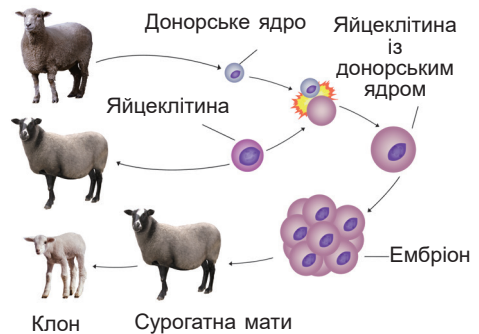 Донорське ядро
Яйцеклітина
із
донорським
ядром
Яйцеклітина
Ембріон
Клон
Сурогатна мати